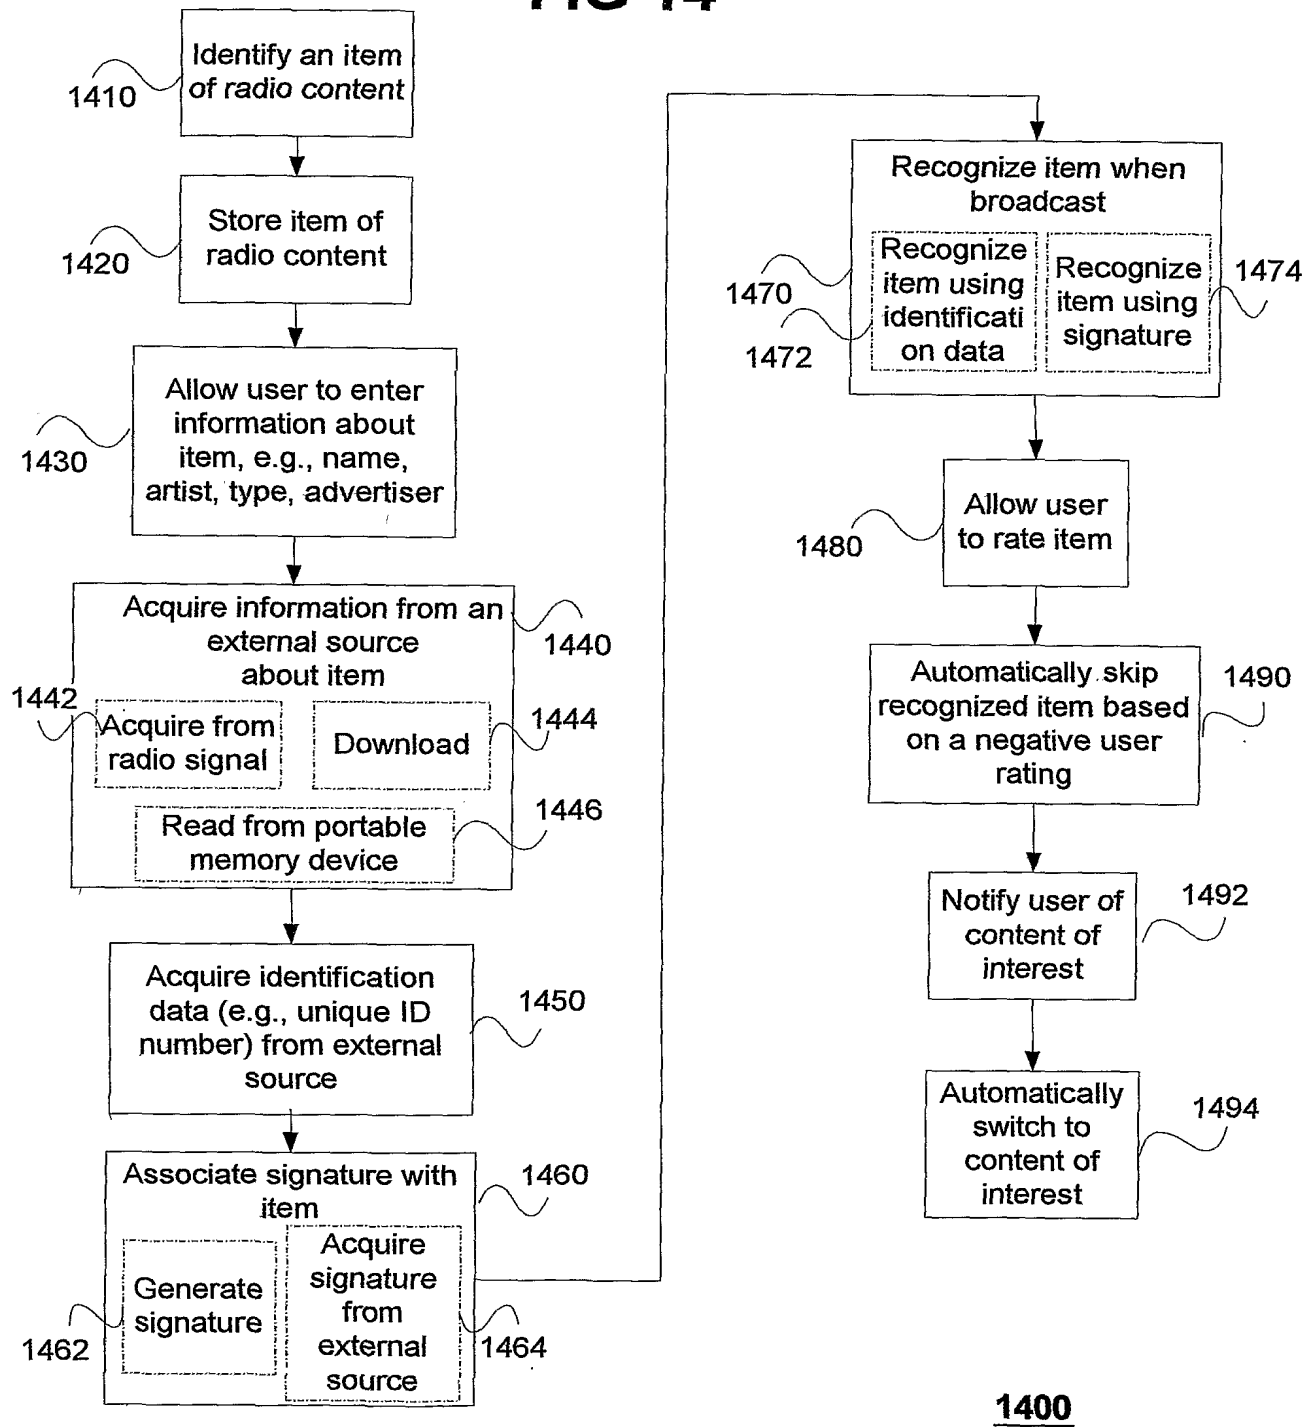 FIG 14
Identify an item
of radio content
1410
Store item of
radio content
1420
Allow user to enter
information about
item, e.g., name,
artist, type, advertiser
1430
Acquire information from an
external source
about item
1440
1442
Acquire from
radio signal
Download
1444
Read from portable
memory device
1446
Acquire identification
data (e.g., unique ID
number) from external
source
1450
Associate signature with
item
1460
Generate
signature
1462
Acquire
signature
from
external
source
1464
Recognize item when
broadcast
1470
Recognize
item using
identificati
on data
1472
Recognize
item using
signature
1474
Allow user
to rate item
1480
Automatically skip
recognized item based
on a negative user
rating
1490
Notify user of
content of
interest
1492
Automatically
switch to
content of
interest
1494
1400